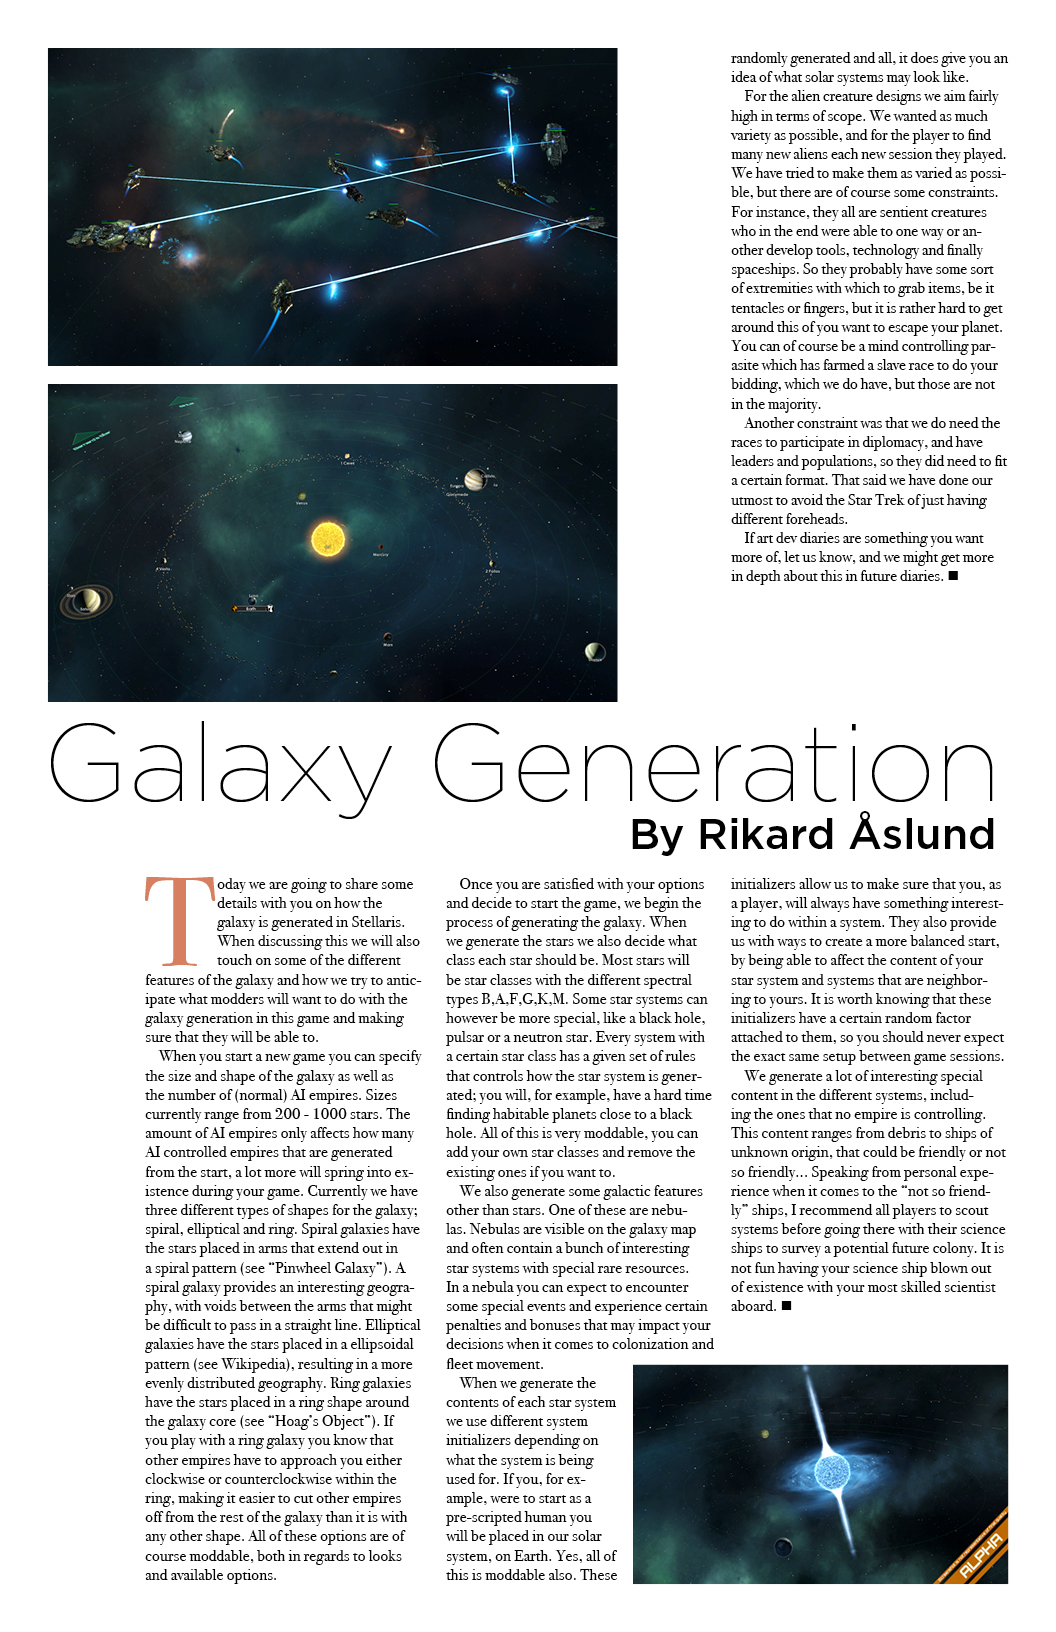 randomly generated and all, it does give you an
idea of what solar systems may look like.
For the alien creature designs we aim fairly
high in terms of scope. We wanted as much
variety as possible, and for the player to find
many new aliens each new session they played.
We have tried to make them as varied as possi-
ble, but there are of course some constraints.
For instance, they all are sentient creatures
who in the end were able to one way or an-
other develop tools, technology and finally
spaceships. So they probably have some sort
of extremities with which to grab items, be it
tentacles or fingers, but it is rather hard to get
around this of you want to escape your planet.
You can of course be a mind controlling par-
asite which has farmed a slave race to do your
bidding, which we do have, but those are not
in the majority.
Another constraint was that we do need the
races to participate in diplomacy, and have
leaders and populations, so they did need to fit
a certain format. That said we have done our
utmost to avoid the Star Trek of just having
different foreheads.
If art dev diaries are something you want
more of, let us know, and we might get more
in depth about this in future diaries. ■
1 Ceres
Ganymede
Venus
Mercury
4 Vesta
2 Pallas
Earth
Mars
Galaxy Generation
By Rikard Åslund
Today we are going to share some
details with you on how the
galaxy is generated in Stellaris.
When discussing this we will also
touch on some of the different
features of the galaxy and how we try to antic-
ipate what modders will want to do with the
galaxy generation in this game and making
sure that they will be able to.
When you start a new game you can specify
the size and shape of the galaxy as well as
the number of (normal) AI empires. Sizes
currently range from 200 - 1000 stars. The
amount of AI empires only affects how many
AI controlled empires that are generated
from the start, a lot more will spring into ex-
istence during your game. Currently we have
three different types of shapes for the galaxy;
spiral, elliptical and ring. Spiral galaxies have
the stars placed in arms that extend out in
a spiral pattern (see “Pinwheel Galaxy”). A
spiral galaxy provides an interesting geogra-
phy, with voids between the arms that might
be difficult to pass in a straight line. Elliptical
galaxies have the stars placed in a ellipsoidal
pattern (see Wikipedia), resulting in a more
evenly distributed geography. Ring galaxies
have the stars placed in a ring shape around
the galaxy core (see “Hoag’s Object”). If
you play with a ring galaxy you know that
other empires have to approach you either
clockwise or counterclockwise within the
ring, making it easier to cut other empires
off from the rest of the galaxy than it is with
any other shape. All of these options are of
course moddable, both in regards to looks
and available options.
Once you are satisfied with your options
and decide to start the game, we begin the
process of generating the galaxy. When
we generate the stars we also decide what
class each star should be. Most stars will
be star classes with the different spectral
types B,A,F,G,K,M. Some star systems can
however be more special, like a black hole,
pulsar or a neutron star. Every system with
a certain star class has a given set of rules
that controls how the star system is gener-
ated; you will, for example, have a hard time
finding habitable planets close to a black
hole. All of this is very moddable, you can
add your own star classes and remove the
existing ones if you want to.
We also generate some galactic features
other than stars. One of these are nebu-
las. Nebulas are visible on the galaxy map
and often contain a bunch of interesting
star systems with special rare resources.
In a nebula you can expect to encounter
some special events and experience certain
penalties and bonuses that may impact your
decisions when it comes to colonization and
fleet movement.
When we generate the
contents of each star system
we use different system
initializers depending on
what the system is being
used for. If you, for ex-
ample, were to start as a
pre-scripted human you
will be placed in our solar
system, on Earth. Yes, all of
this is moddable also. These
initializers allow us to make sure that you, as
a player, will always have something interest-
ing to do within a system. They also provide
us with ways to create a more balanced start,
by being able to affect the content of your
star system and systems that are neighbor-
ing to yours. It is worth knowing that these
initializers have a certain random factor
attached to them, so you should never expect
the exact same setup between game sessions.
We generate a lot of interesting special
content in the different systems, includ-
ing the ones that no empire is controlling.
This content ranges from debris to ships of
unknown origin, that could be friendly or not
so friendly… Speaking from personal expe-
rience when it comes to the “not so friend-
ly” ships, I recommend all players to scout
systems before going there with their science
ships to survey a potential future colony. It is
not fun having your science ship blown out
of existence with your most skilled scientist
aboard. ■
ALPHA